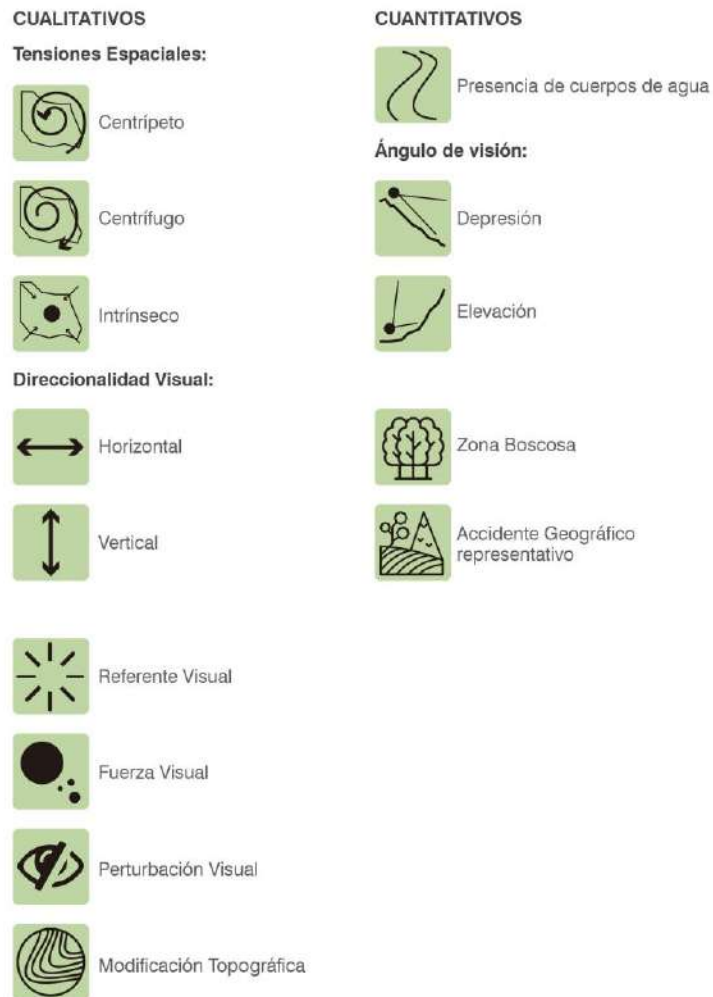 CUALITATIVOS
Tensiones Espaciales:
Centrípeto
Centrífugo
Intrínseco
Direccionalidad Visual:
Horizontal
Vertical
Referente Visual
Fuerza Visual
Perturbación Visual
Modificación Topográfica
CUANTITATIVOS
Presencia de cuerpos de agua
Ángulo de visión:
Depresión
Elevación
Zona Boscosa
Accidente Geográfico
representativo